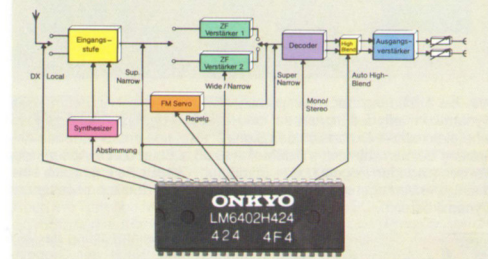 ZF
Verstärker 1
Eingangs-
stufe
Decoder
High
Blend
Ausgangs-
verstärker
ZF
Verstärker 2
DX
Local
Sup.
Narrow
Wide / Narrow
Super
Narrow
Auto High-
Blend
FM Servo
Mono/
Stereo
Regelg.
Synthesizer
Abstimmung
ONKYO
LM6402H424
424 4F4